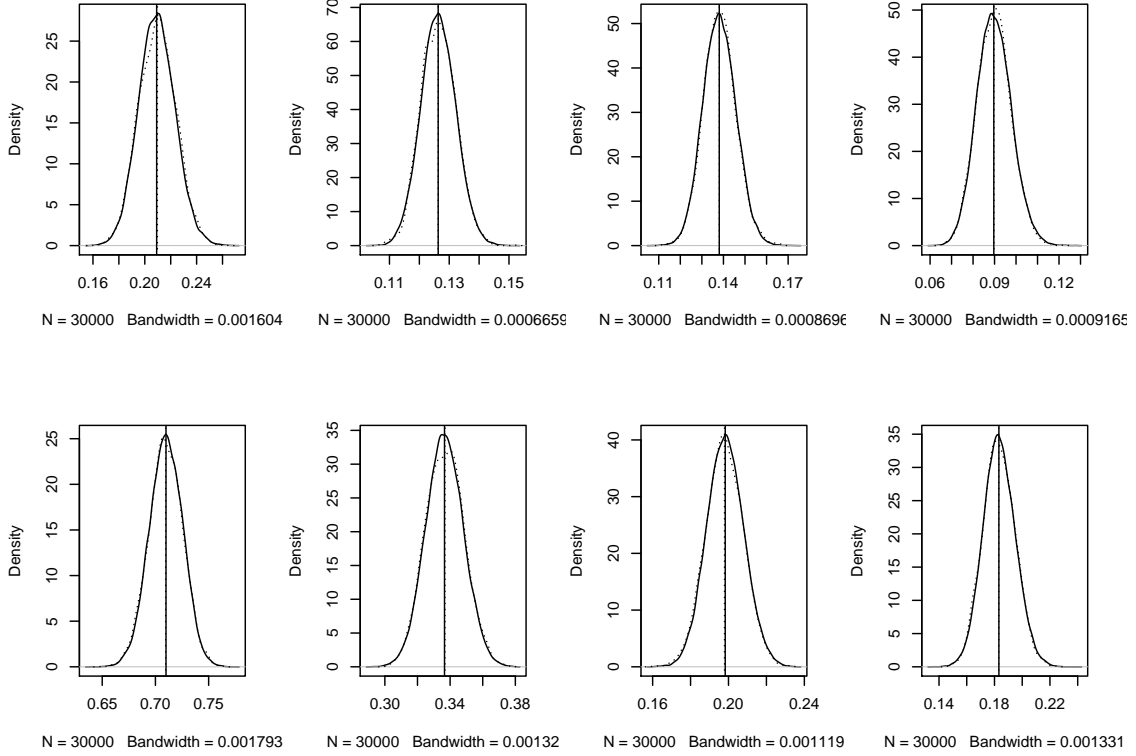 Density
0 5 10 15 20 25
0.16 0.20 0.24
N = 30000 Bandwidth = 0.001604
Density
0 10 20 30 40 50 60 70
0.11 0.13 0.15
N = 30000 Bandwidth = 0.0006659
Density
0 10 20 30 40 50
0.11 0.14 0.17
N = 30000 Bandwidth = 0.0008696
Density
0 10 20 30 40 50
0.06 0.09 0.12
N = 30000 Bandwidth = 0.0009165
Density
0 5 10 15 20 25
0.65 0.70 0.75
N = 30000 Bandwidth = 0.001793
Density
0 5 10 15 20 25 30 35
0.30 0.34 0.38
N = 30000 Bandwidth = 0.00132
Density
0 10 20 30 40
0.16 0.20 0.24
N = 30000 Bandwidth = 0.001119
Density
0 5 10 15 20 25 30 35
0.14 0.18 0.22
N = 30000 Bandwidth = 0.001331